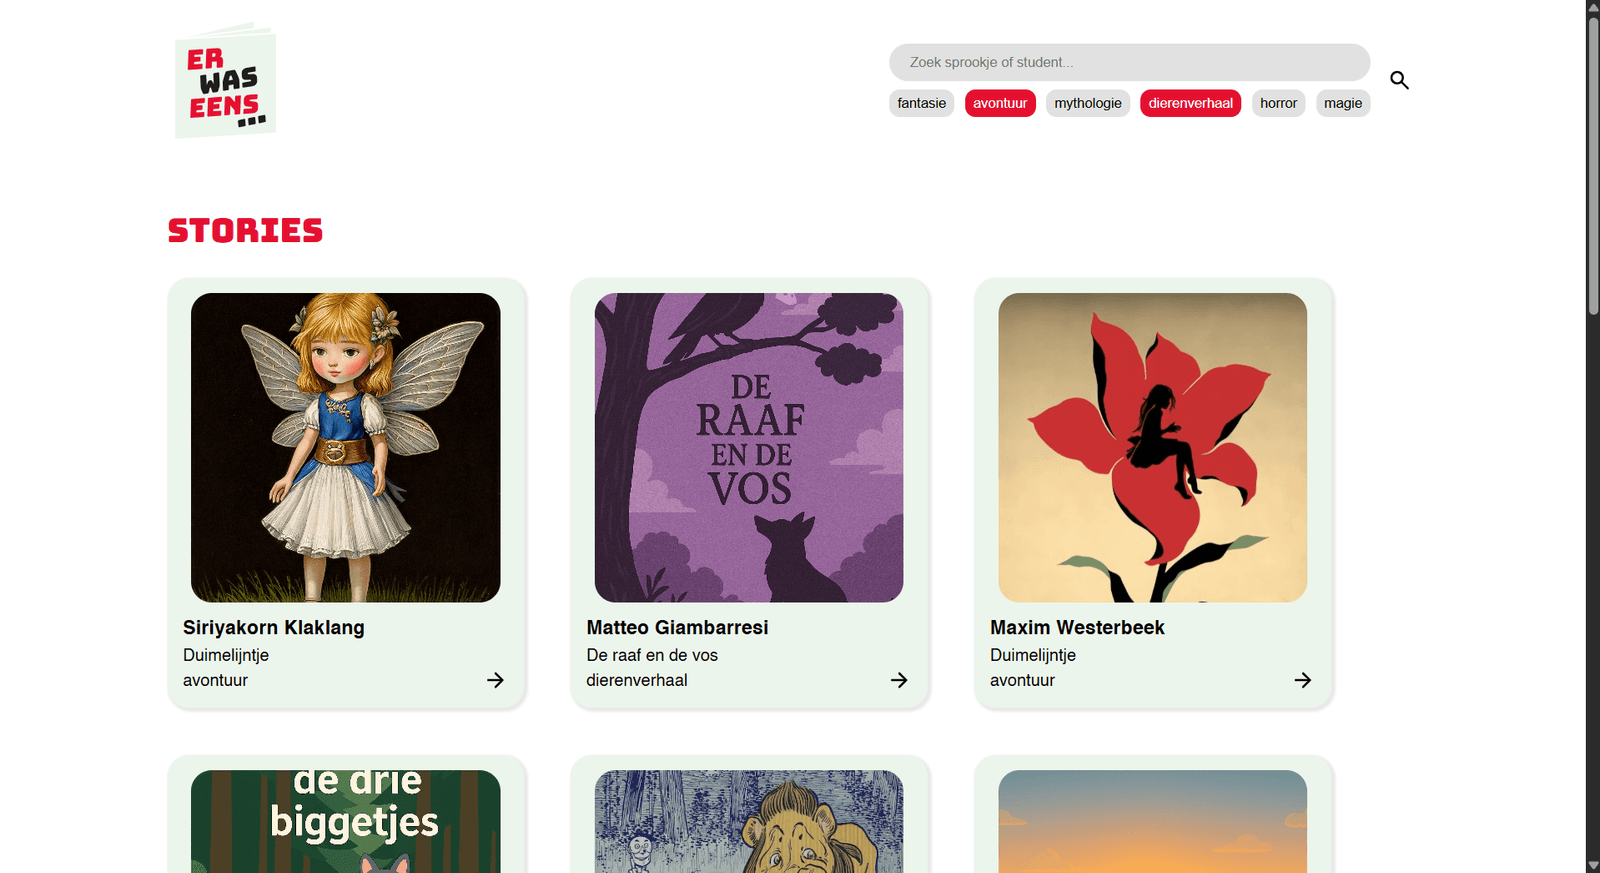 ER
WAS
EENS
...
Zoek sprookje of student...
fantasie avontuur mythologie dierenverhaal horror magie
STORIES
DE
RAAF
EN DE
VOS
Siriyakorn Klaklang
Duimelijntje
avontuur
Matteo Giambarresi
De raaf en de vos
dierenverhaal
Maxim Westerbeek
Duimelijntje
avontuur
de drie
biggetjes